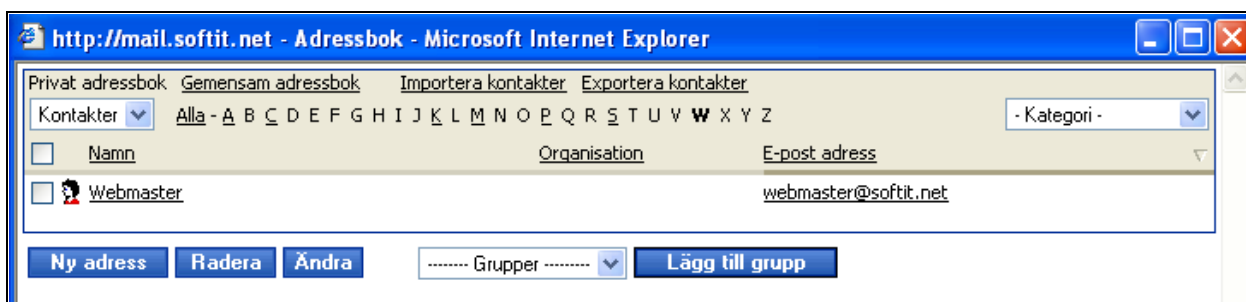 http://mail.softit.net - Adressbok - Microsoft Internet Explorer
Privat adressbok Gemensam adressbok Importera kontakter Exportera kontakter
Kontakter Alla - A B C D E F G H I J K L M N O P Q R S T U V W X Y Z - Kategori -
Namn Organisation E-post adress
Webmaster webmaster@softit.net
Ny adress Radera Ändra -------- Grupper --------- Lägg till grupp